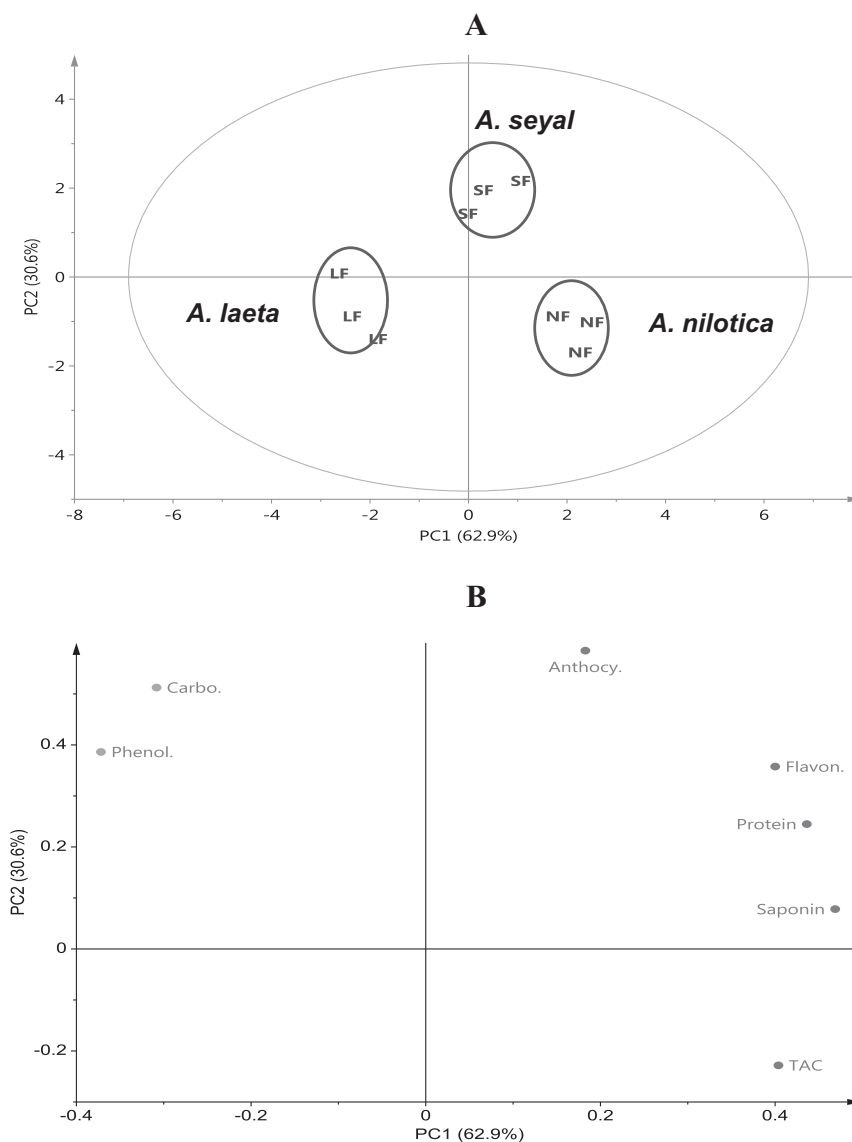 A
4
2
0
-2
-4
PC2 (30.6%)
A. seyal
SF SF
SF
LF
LF
LF
A. laeta
NF NF
NF
A. nilotica
-8 -6 -4 -2 0 2 4 6
PC1 (62.9%)
B
0.4
0.2
0
-0.2
PC2 (30.6%)
Anthocy.
Carbo.
Phenol.
Flavon.
Protein
Saponin
TAC
-0.4 -0.2 0 0.2 0.4
PC1 (62.9%)